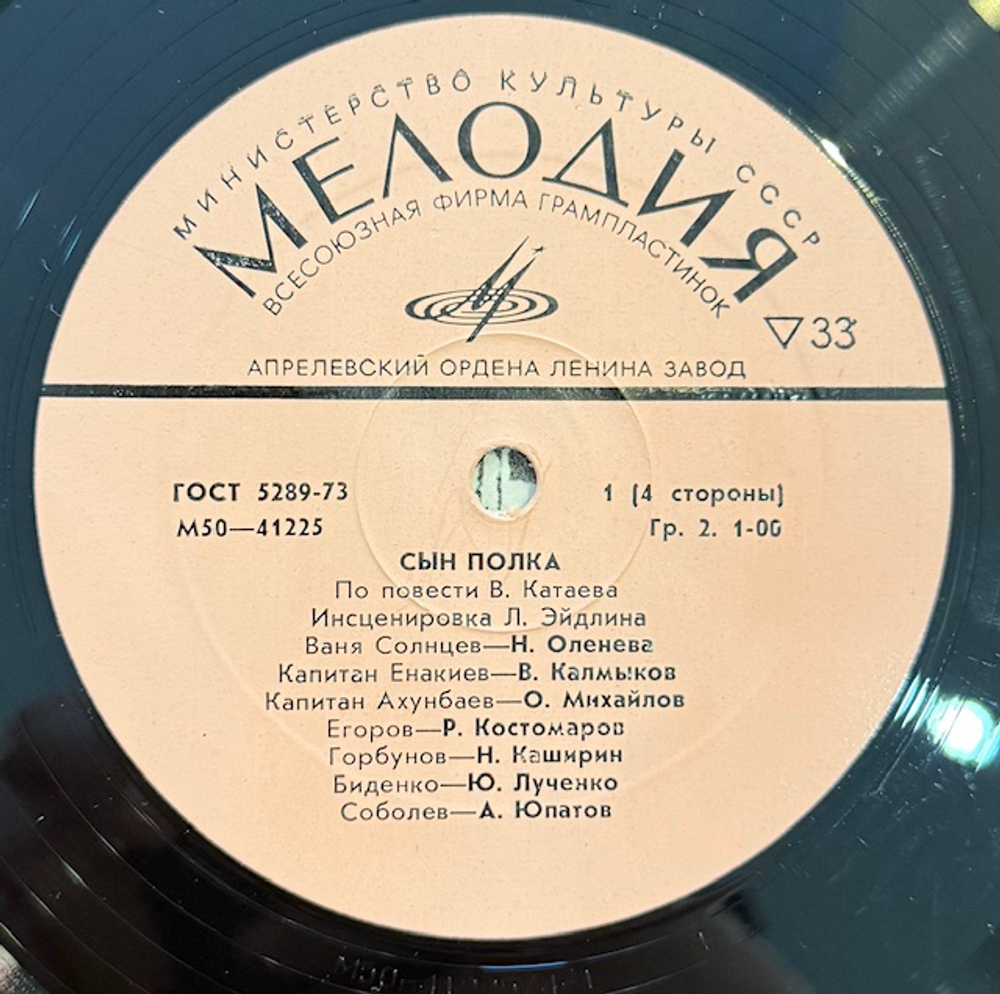 МИНИСТЕРСТВО КУЛЬТУРЫ СССР
МЕЛОДИЯ
ВСЕСОЮЗНАЯ ФИРМА ГРАМПЛАСТИНОК
33
АПРЕЛЕВСКИЙ ОРДЕНА ЛЕНИНА ЗАВОД
ГОСТ 5289-73
1 (4 стороны)
М50—41225
Гр. 2. 1-00
СЫН ПОЛКА
По повести В. Катаева
Инсценировка Л. Эйдлина
Ваня Солнцев—Н. Оленева
Капитан Енакиев—В. Калмыков
Капитан Ахунбаев—О. Михайлов
Егоров—Р. Костомаров
Горбунов—Н. Каширин
Биденко—Ю. Лученко
Соболев—А. Юпатов